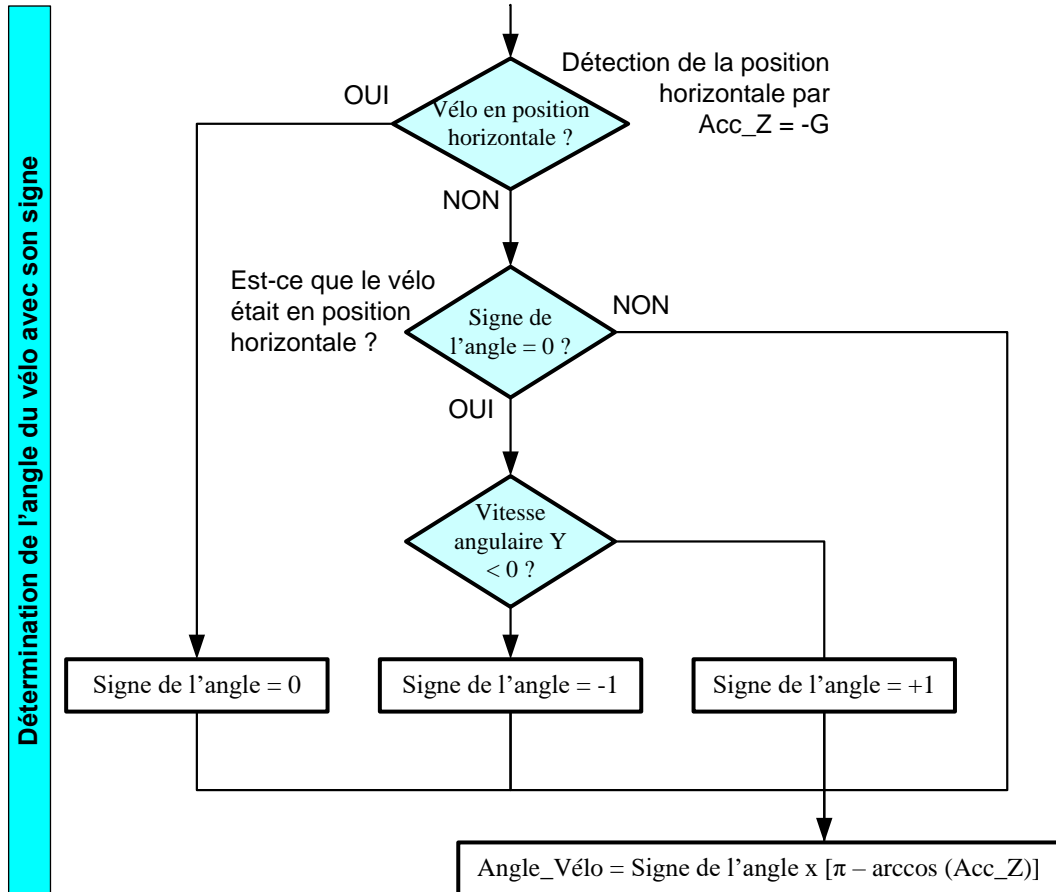 Détermination de l'angle du vélo avec son signe
Détection de la position
horizontale par
Acc_Z = -G
OUI
Vélo en position
horizontale ?
NON
Est-ce que le vélo
était en position
horizontale ?
Signe de
l’angle = 0 ?
NON
OUI
Vitesse
angulaire Y
< 0 ?
Signe de l’angle = 0
Signe de l’angle = -1
Signe de l’angle = +1
Angle_Vélo = Signe de l’angle x [π – arccos (Acc_Z)]